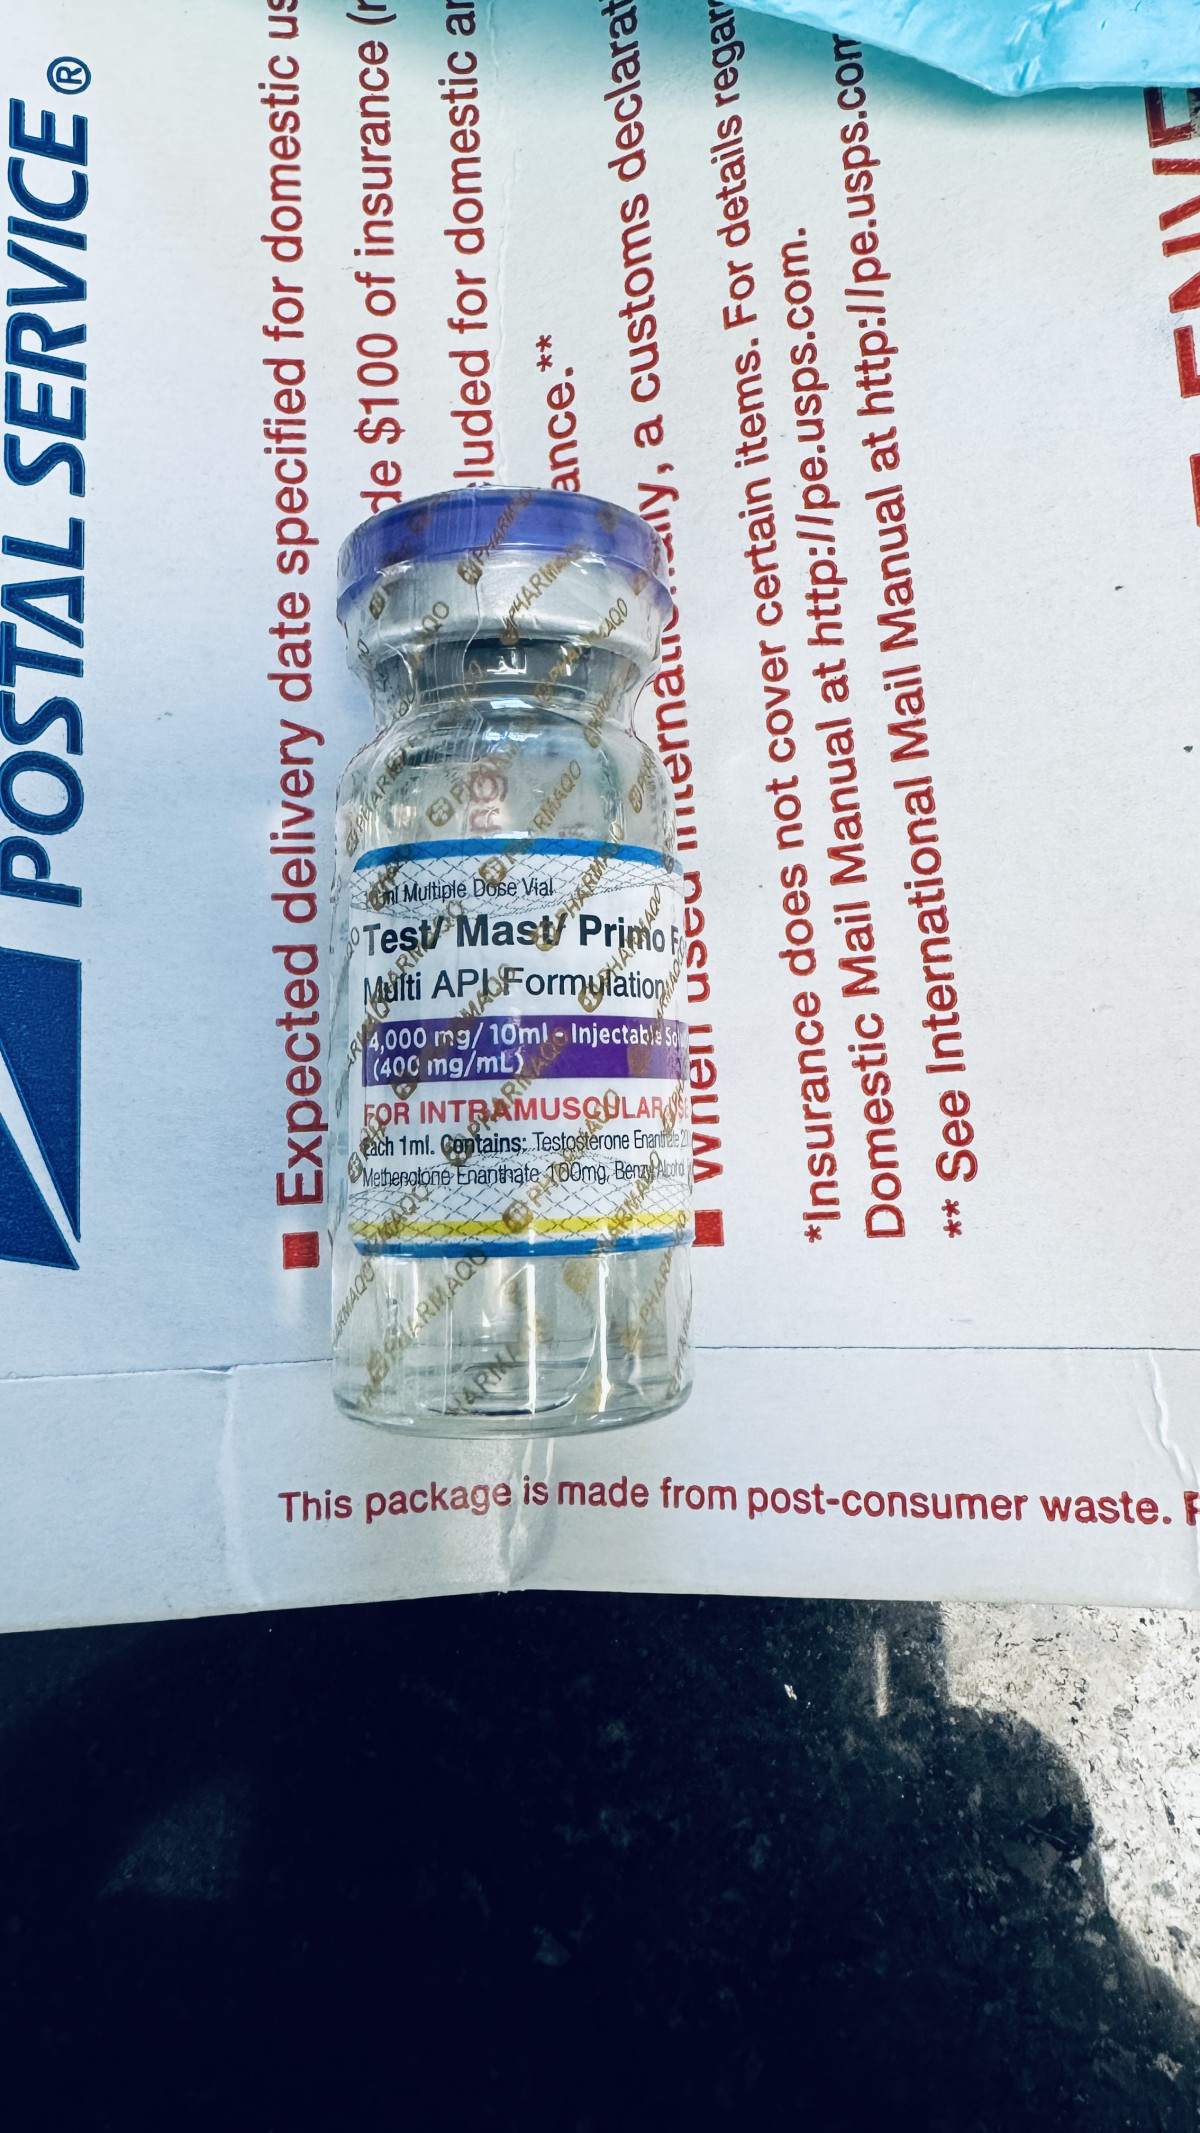 POSTAL SERVICE®
Expected delivery date specified for domestic us
de $100 of insurance (r
luded for domestic an
ance.**
When used internationally, a customs declarat
*Insurance does not cover certain items. For details regar
Domestic Mail Manual at http://pe.usps.com.
** See International Mail Manual at http://pe.usps.com
ml Multiple Dose Vial
Test/ Mast/ Primo
Multi API Formulation
4,000 mg/ 10ml - Injectable
(400 mg/mL)
FOR INTRAMUSCULAR USE
Each 1ml. Contains: Testosterone Enanthate
Methenolone Enanthate 100mg, Benzyl Alcohol
PHARMAQO
This package is made from post-consumer waste.